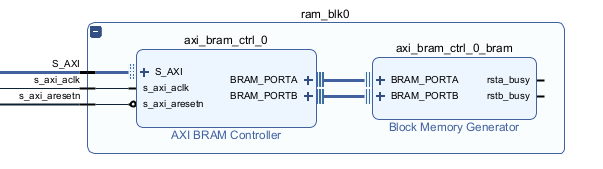 ram_blk0
axi_bram_ctrl_0
axi_bram_ctrl_0_bram
S_AXI
s_axi_aclk
s_axi_aresetn
S_AXI
s_axi_aclk
s_axi_aresetn
BRAM_PORTA
BRAM_PORTB
BRAM_PORTA
BRAM_PORTB
rsta_busy
rstb_busy
AXI BRAM Controller
Block Memory Generator